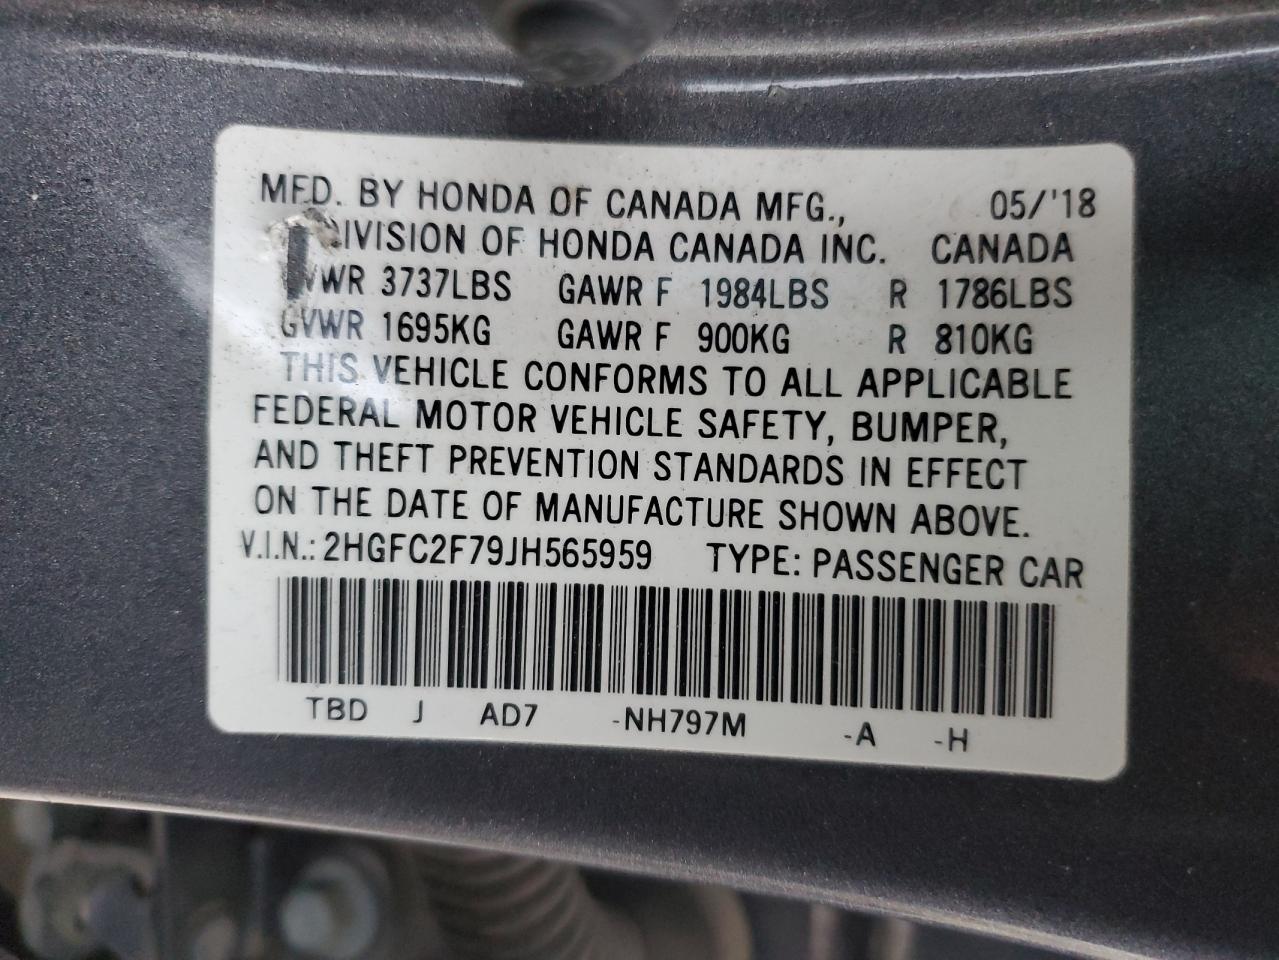 MFD. BY HONDA OF CANADA MFG., 05/'18
DIVISION OF HONDA CANADA INC. CANADA
GVWR 3737LBS GAWR F 1984LBS R 1786LBS
GVWR 1695KG GAWR F 900KG R 810KG
THIS VEHICLE CONFORMS TO ALL APPLICABLE
FEDERAL MOTOR VEHICLE SAFETY, BUMPER,
AND THEFT PREVENTION STANDARDS IN EFFECT
ON THE DATE OF MANUFACTURE SHOWN ABOVE.
V.I.N.: 2HGFC2F79JH565959 TYPE: PASSENGER CAR
TBD J AD7 -NH797M -A -H